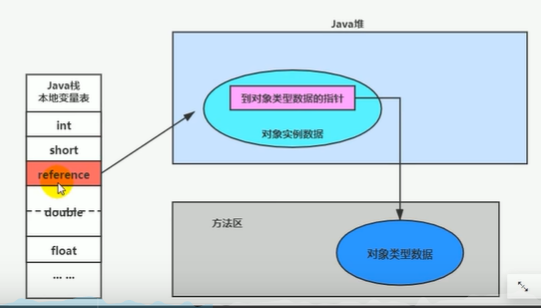 Java堆
Java栈
本地变量表
int
short
reference
double
float
... ...
到对象类型数据的指针
对象实例数据
方法区
对象类型数据